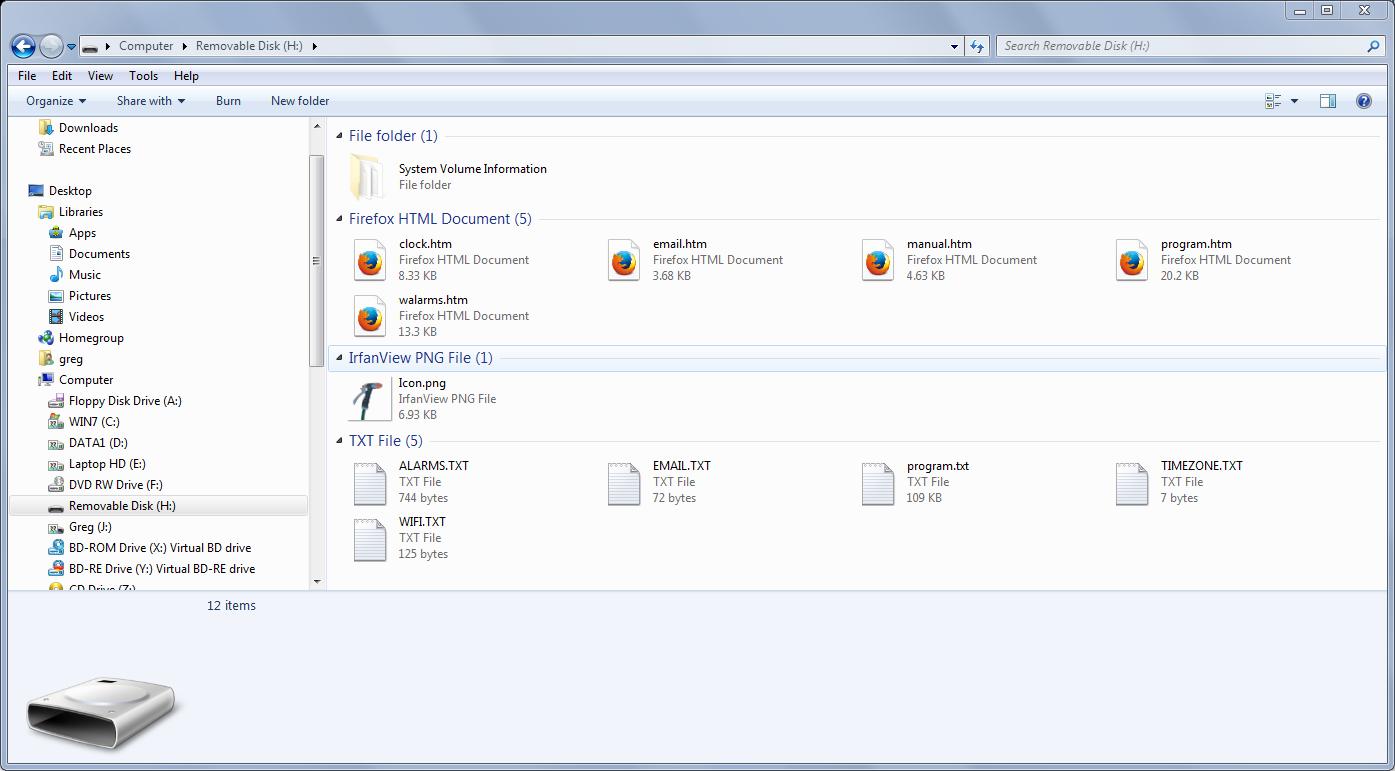 Computer Removable Disk (H:)
Search Removable Disk (H:)
File Edit View Tools Help
Organize Share with Burn New folder
Downloads
Recent Places
Desktop
Libraries
Apps
Documents
Music
Pictures
Videos
Homegroup
greg
Computer
Floppy Disk Drive (A:)
WIN7 (C:)
DATA1 (D:)
Laptop HD (E:)
DVD RW Drive (F:)
Removable Disk (H:)
Greg (J:)
BD-ROM Drive (X:) Virtual BD drive
BD-RE Drive (Y:) Virtual BD-RE drive
CD Drive (Z:)
File folder (1)
System Volume Information
File folder
Firefox HTML Document (5)
clock.htm
Firefox HTML Document
8.33 KB
email.htm
Firefox HTML Document
3.68 KB
manual.htm
Firefox HTML Document
4.63 KB
program.htm
Firefox HTML Document
20.2 KB
walarms.htm
Firefox HTML Document
13.3 KB
IrfanView PNG File (1)
Icon.png
IrfanView PNG File
6.93 KB
TXT File (5)
ALARMS.TXT
TXT File
744 bytes
EMAIL.TXT
TXT File
72 bytes
program.txt
TXT File
109 KB
TIMEZONE.TXT
TXT File
7 bytes
WIFI.TXT
TXT File
125 bytes
12 items